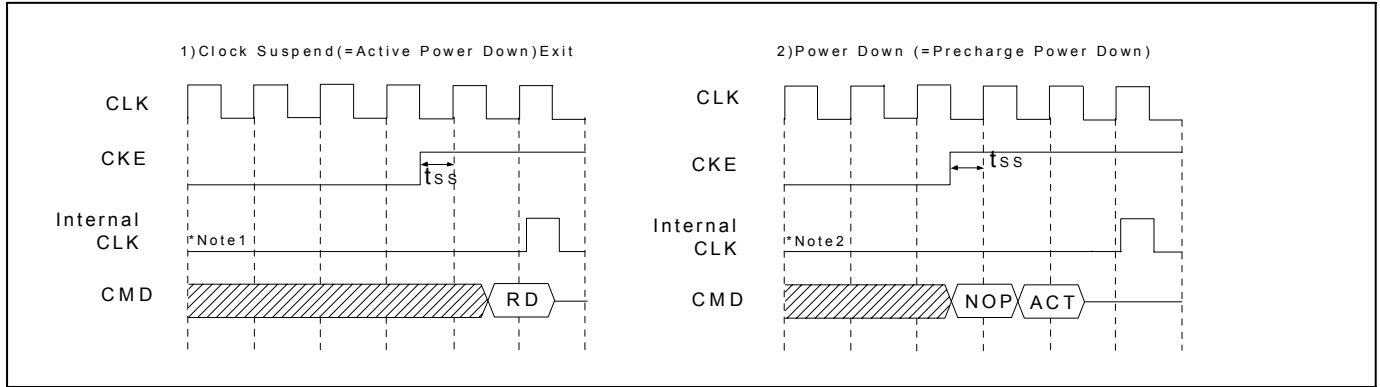 1)Clock Suspend(=Active Power Down)Exit
CLK
CKE
tss
Internal
CLK
*Note1
CMD
RD
2)Power Down (=Precharge Power Down)
CLK
CKE
tss
Internal
CLK
*Note2
CMD
NOP
ACT